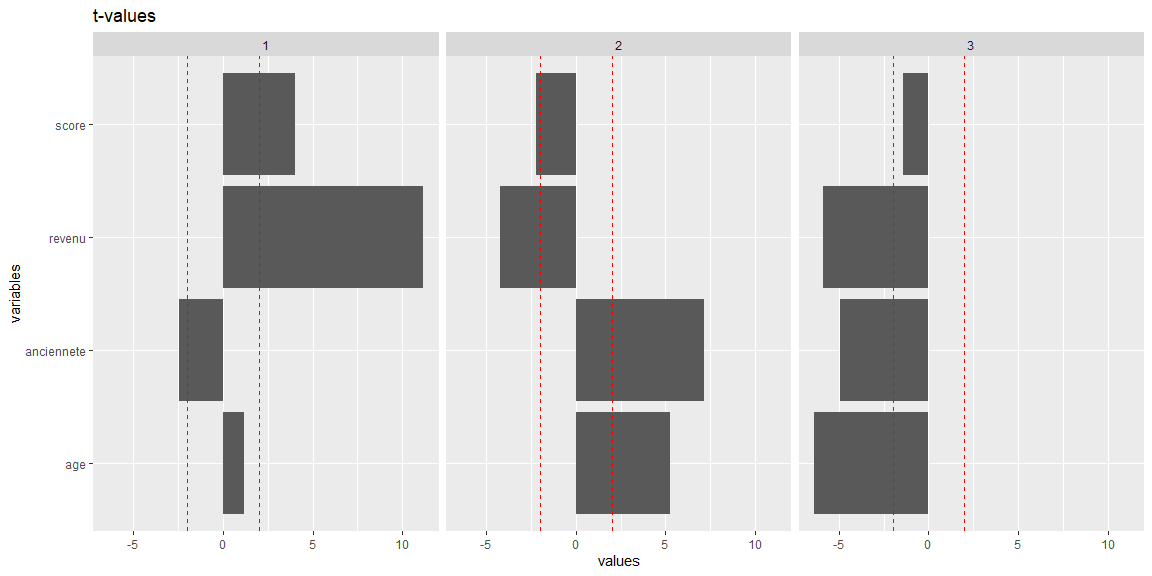 t-values
1 2 3
score
revenu
anciennete
age
variables
-5 0 5 10 -5 0 5 10 -5 0 5 10
values